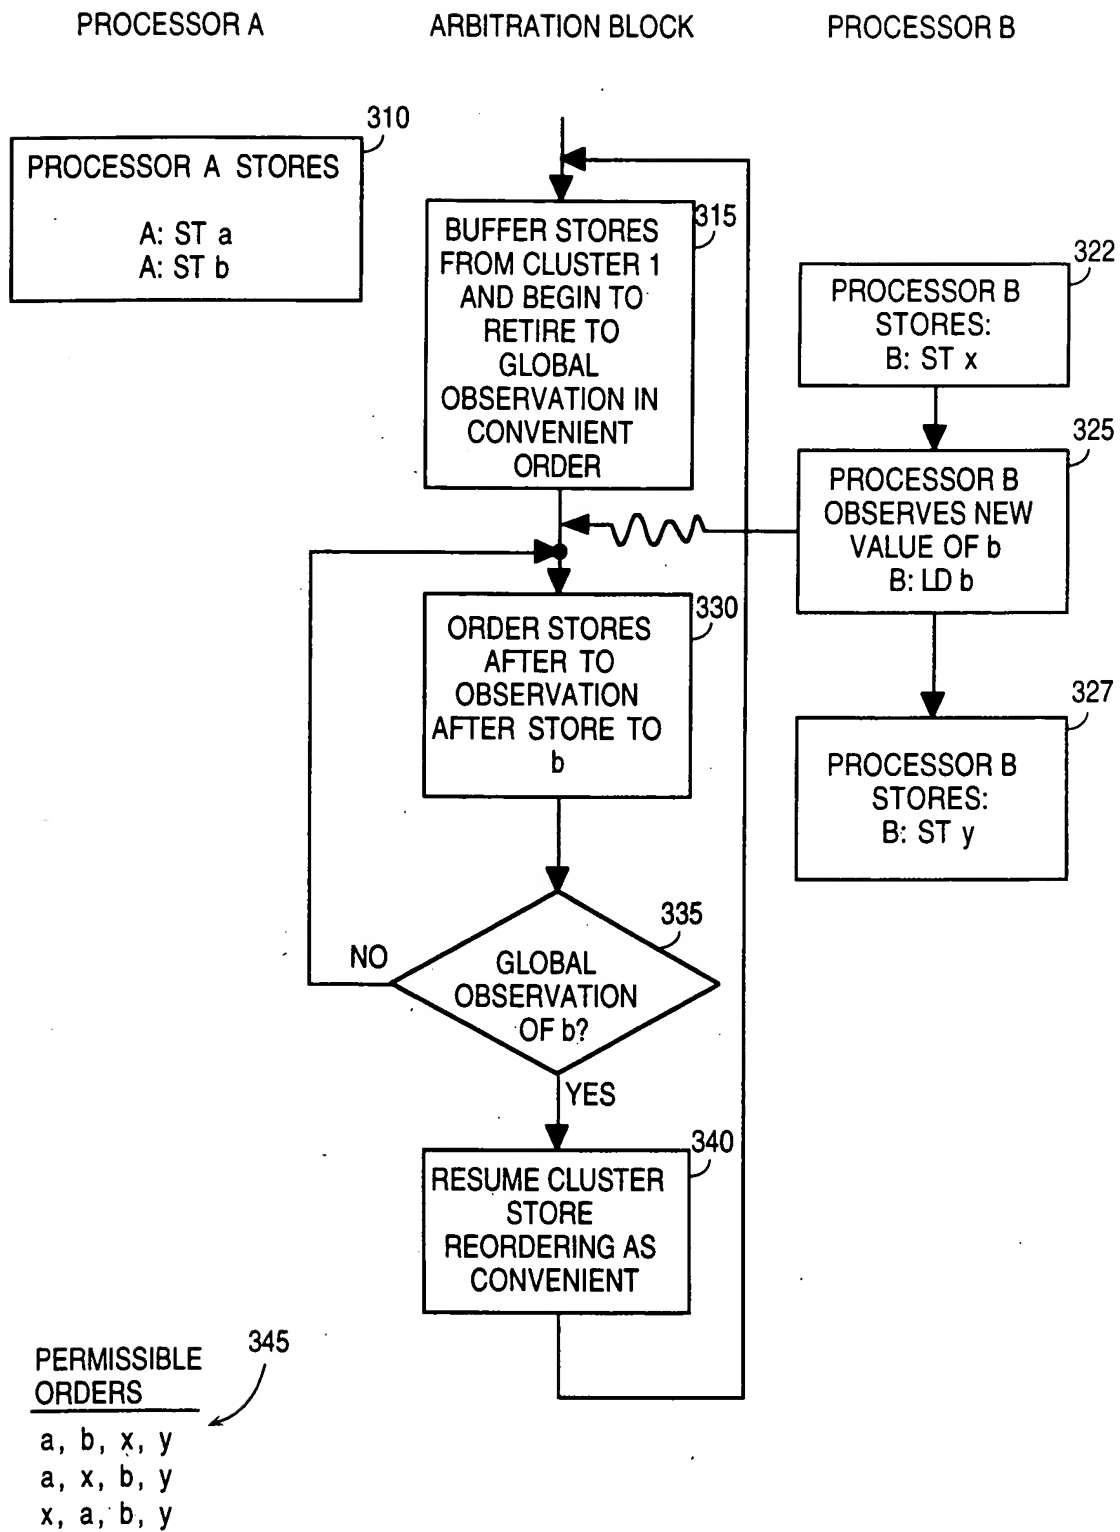 PROCESSOR A
ARBITRATION BLOCK
PROCESSOR B
310
PROCESSOR A STORES
A: ST a
A: ST b
315
BUFFER STORES
FROM CLUSTER 1
AND BEGIN TO
RETIRE TO
GLOBAL
OBSERVATION IN
CONVENIENT
ORDER
322
PROCESSOR B
STORES:
B: ST x
325
PROCESSOR B
OBSERVES NEW
VALUE OF b
B: LD b
330
ORDER STORES
AFTER TO
OBSERVATION
AFTER STORE TO
b
327
PROCESSOR B
STORES:
B: ST y
335
NO
GLOBAL
OBSERVATION
OF b?
YES
340
RESUME CLUSTER
STORE
REORDERING AS
CONVENIENT
345
PERMISSIBLE
ORDERS
a, b, x, y
a, x, b, y
x, a, b, y